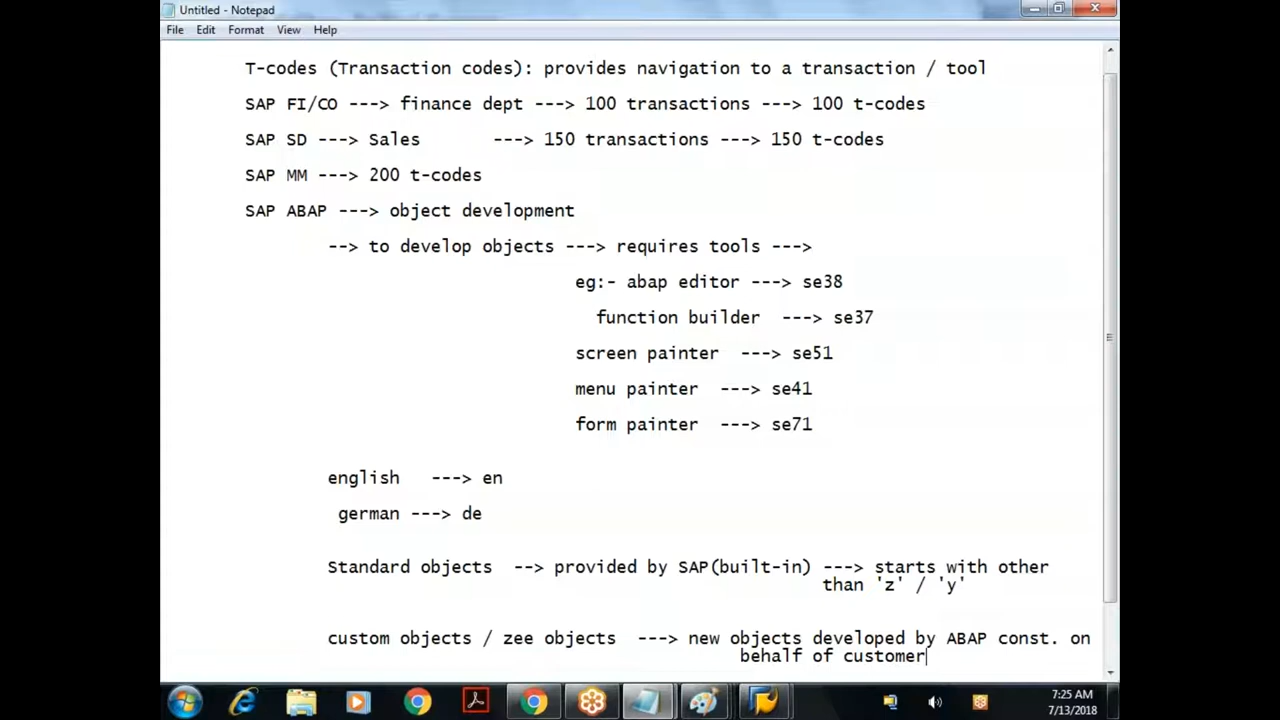 Untitled - Notepad
File Edit Format View Help
T-codes (Transaction codes): provides navigation to a transaction / tool
SAP FI/CO ---> finance dept ---> 100 transactions ---> 100 t-codes
SAP SD ---> Sales ---> 150 transactions ---> 150 t-codes
SAP MM ---> 200 t-codes
SAP ABAP ---> object development
--> to develop objects ---> requires tools --->
eg:- abap editor ---> se38
function builder ---> se37
screen painter ---> se51
menu painter ---> se41
form painter ---> se71
english ---> en
german ---> de
Standard objects --> provided by SAP(built-in) ---> starts with other
than 'z' / 'y'
custom objects / zee objects ---> new objects developed by ABAP const. on
behalf of customer
7:25 AM
7/13/2018